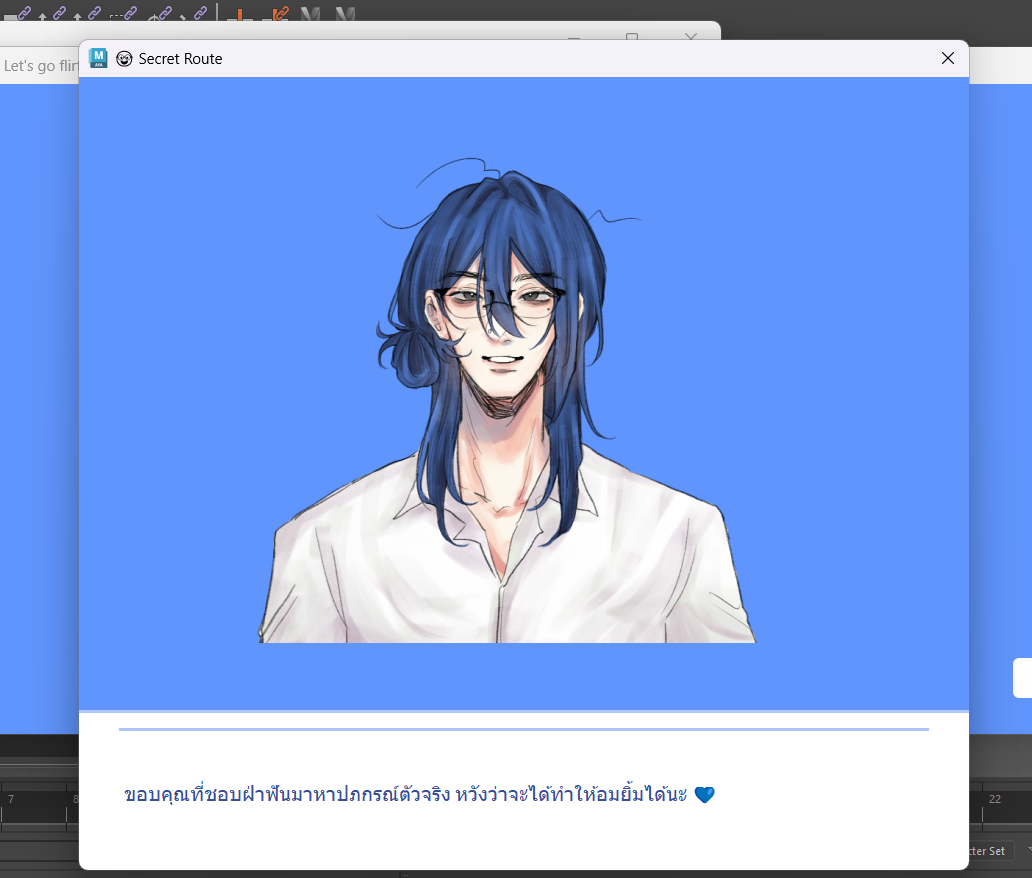 Let's go flir
M
AYA
Secret Route
ขอบคุณที่ชอบฝ่าฟันมาหาปภกรณ์ตัวจริง หวังว่าจะได้ทำให้อมยิ้มได้นะ 💙
7
8
22
cter Set